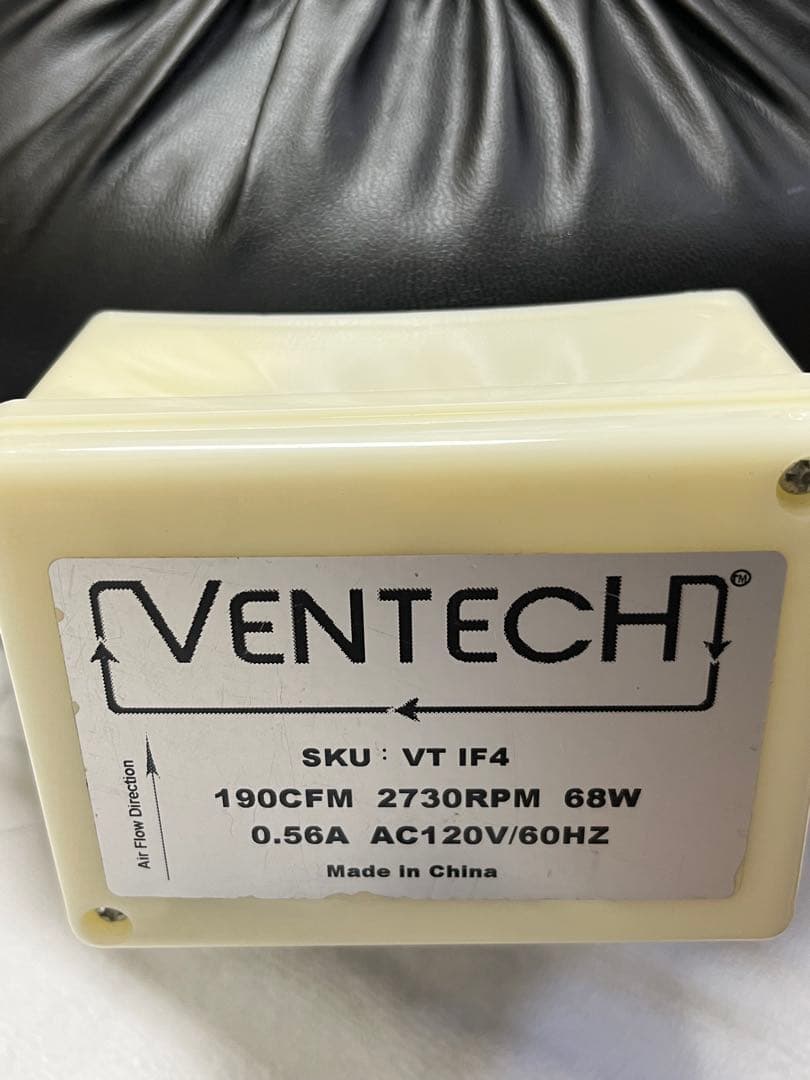 VENTECH™
SKU : VT IF4
190CFM 2730RPM 68W
0.56A AC120V/60HZ
Made in China
Air Flow Direction